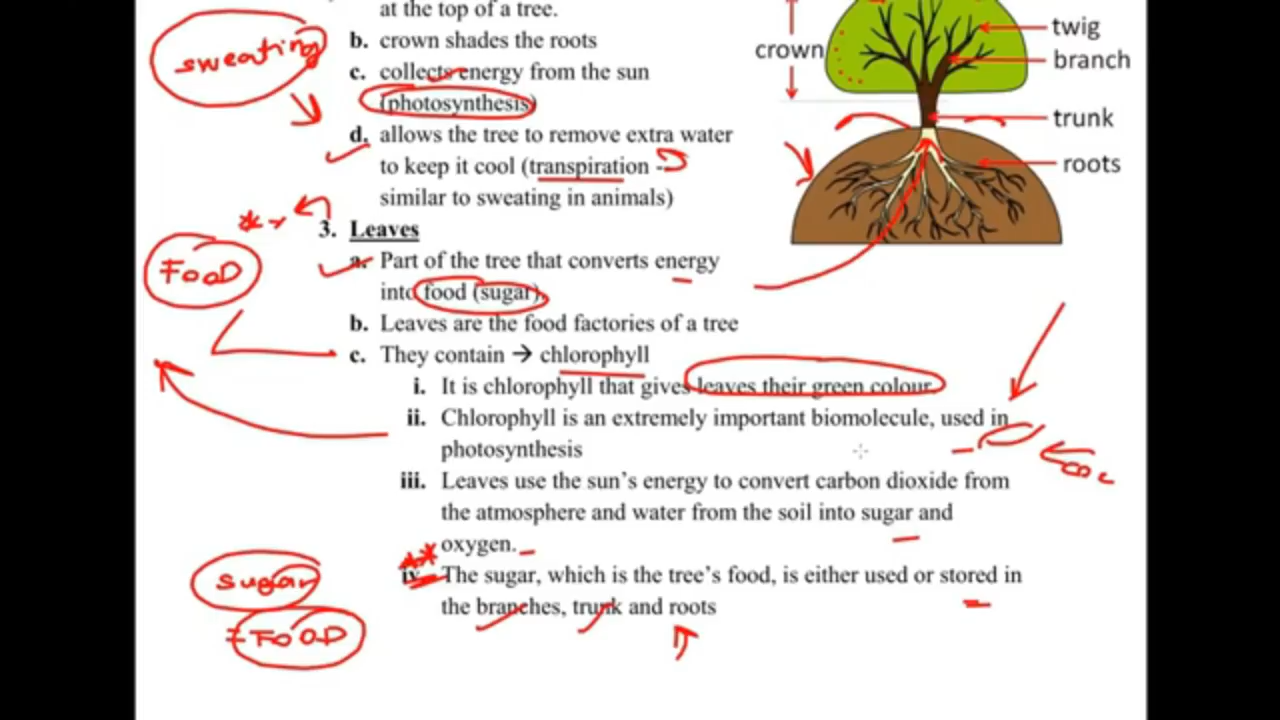 at the top of a tree.
b. crown shades the roots
c. collects energy from the sun
(photosynthesis)
d. allows the tree to remove extra water
to keep it cool (transpiration -
similar to sweating in animals)
3. Leaves
a. Part of the tree that converts energy
into food (sugar).
b. Leaves are the food factories of a tree
c. They contain → chlorophyll
i. It is chlorophyll that gives leaves their green colour.
ii. Chlorophyll is an extremely important biomolecule, used in
photosynthesis
iii. Leaves use the sun's energy to convert carbon dioxide from
the atmosphere and water from the soil into sugar and
oxygen.
iv. The sugar, which is the tree's food, is either used or stored in
the branches, trunk and roots
sweating
FOOD
sugar
= FOOD
crown
twig
branch
trunk
roots